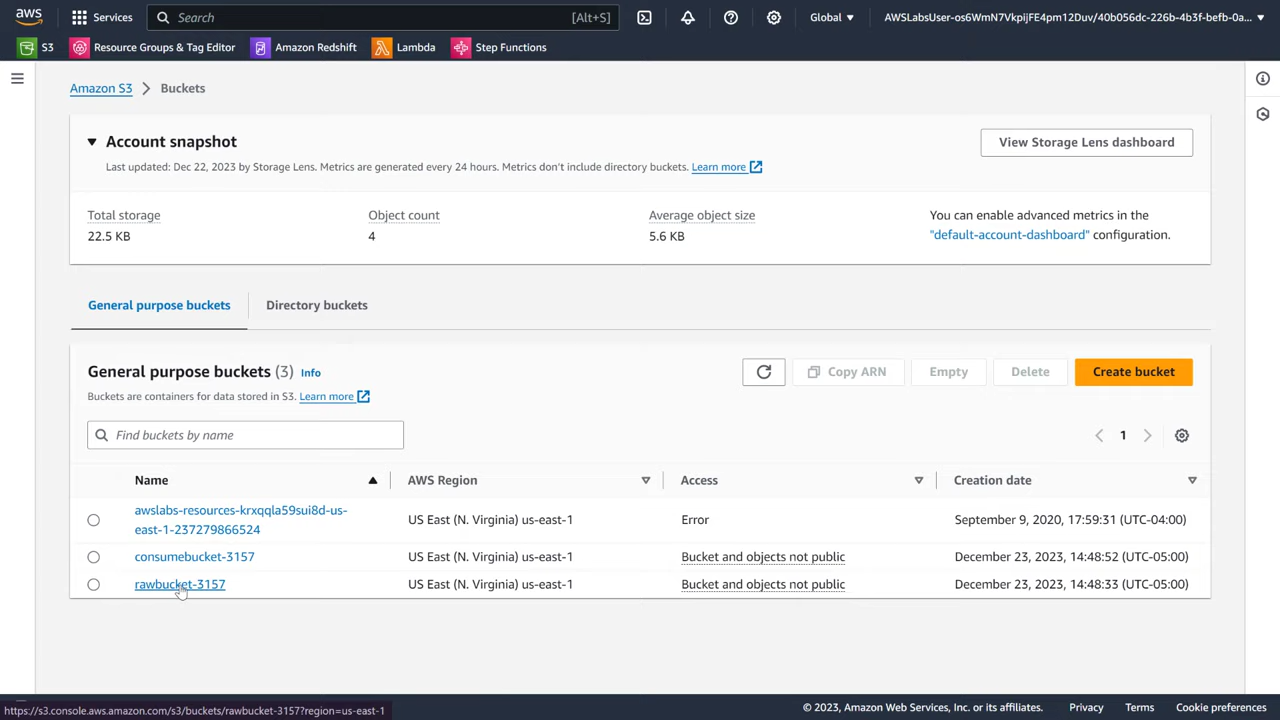 aws
Services
Search
[Alt+S]
Global
AWSLabsUser-os6WmN7VkpijFE4pm12Duv/40b056dc-226b-4b3f-befb-0a...
S3
Resource Groups & Tag Editor
Amazon Redshift
Lambda
Step Functions
Amazon S3 > Buckets
Account snapshot
View Storage Lens dashboard
Last updated: Dec 22, 2023 by Storage Lens. Metrics are generated every 24 hours. Metrics don't include directory buckets. Learn more
Total storage
22.5 KB
Object count
4
Average object size
5.6 KB
You can enable advanced metrics in the
"default-account-dashboard" configuration.
General purpose buckets
Directory buckets
General purpose buckets (3) Info
Buckets are containers for data stored in S3. Learn more
Copy ARN
Empty
Delete
Create bucket
Find buckets by name
1
Name
AWS Region
Access
Creation date
awslabs-resources-krxqqla59sui8d-us-
east-1-237279866524
US East (N. Virginia) us-east-1
Error
September 9, 2020, 17:59:31 (UTC-04:00)
consumebucket-3157
US East (N. Virginia) us-east-1
Bucket and objects not public
December 23, 2023, 14:48:52 (UTC-05:00)
rawbucket-3157
US East (N. Virginia) us-east-1
Bucket and objects not public
December 23, 2023, 14:48:33 (UTC-05:00)
https://s3.console.aws.amazon.com/s3/buckets/rawbucket-3157?region=us-east-1
© 2023, Amazon Web Services, Inc. or its affiliates.
Privacy
Terms
Cookie preferences